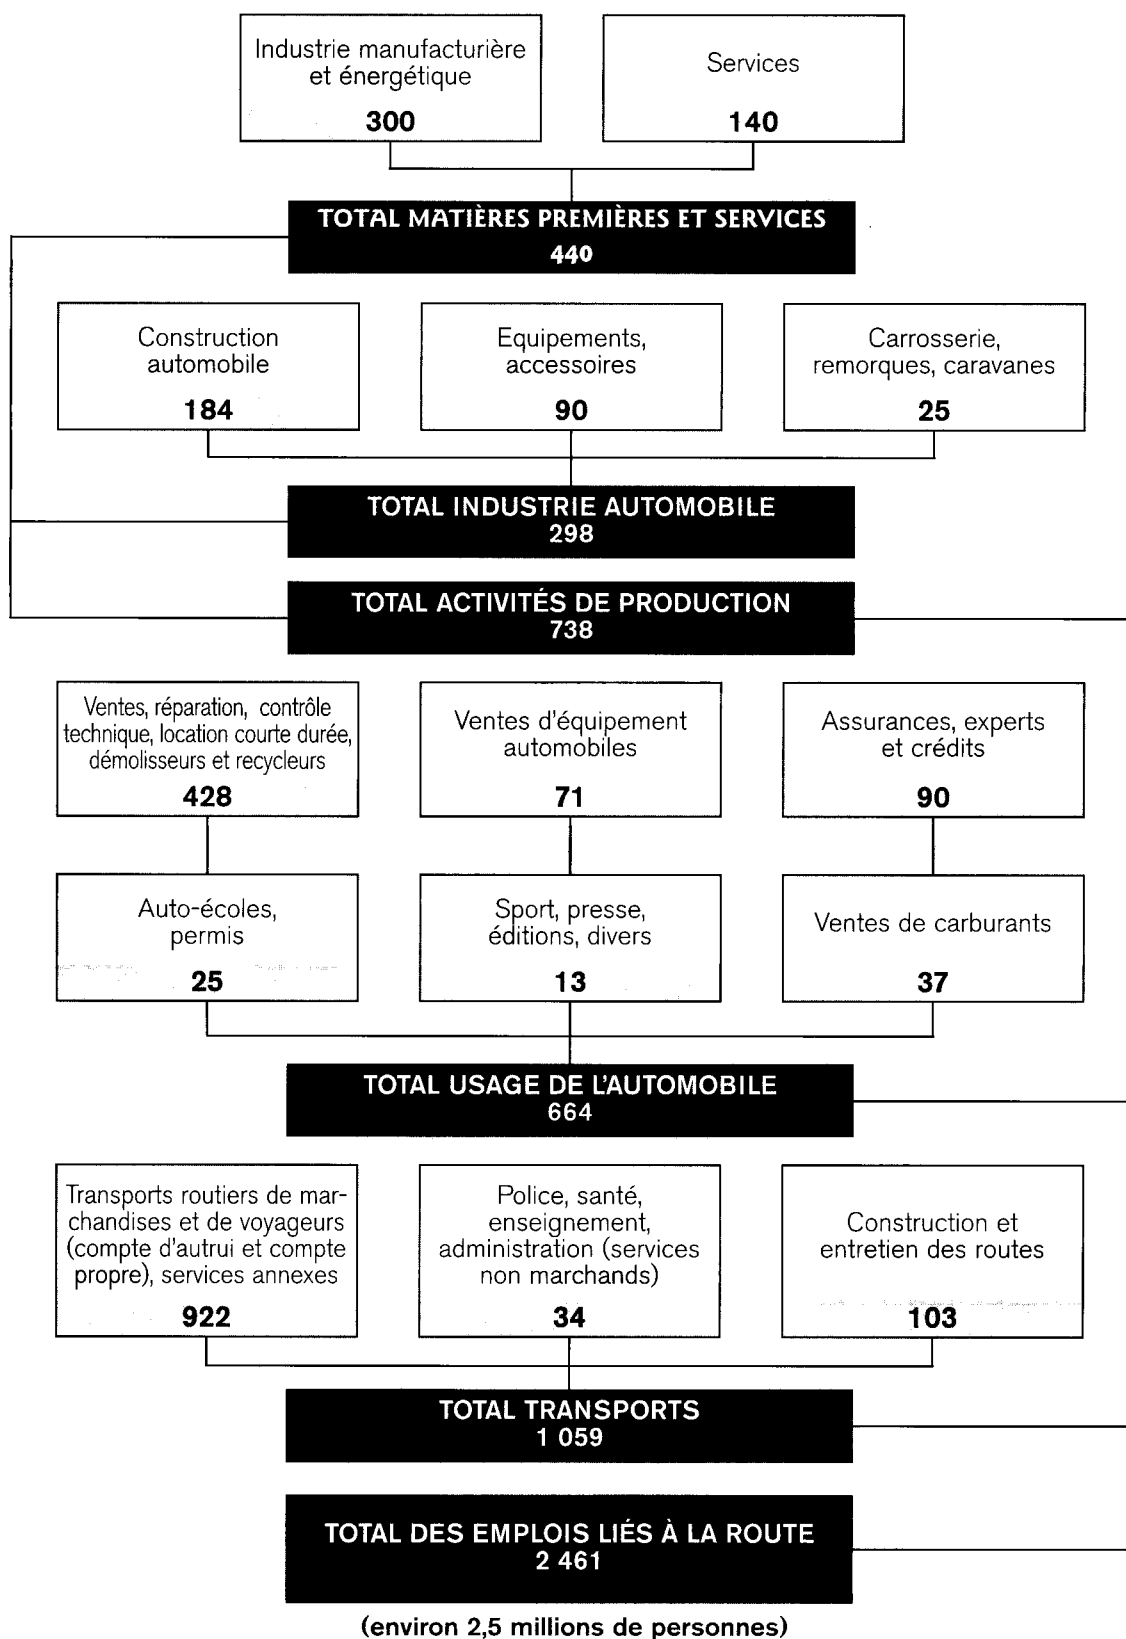 Industrie manufacturière
et énergétique
300
Services
140
TOTAL MATIÈRES PREMIÈRES ET SERVICES
440
Construction
automobile
184
Equipements,
accessoires
90
Carrosserie,
remorques, caravanes
25
TOTAL INDUSTRIE AUTOMOBILE
298
TOTAL ACTIVITÉS DE PRODUCTION
738
Ventes, réparation, contrôle
technique, location courte durée,
démolisseurs et recycleurs
428
Ventes d'équipement
automobiles
71
Assurances, experts
et crédits
90
Auto-écoles,
permis
25
Sport, presse,
éditions, divers
13
Ventes de carburants
37
TOTAL USAGE DE L'AUTOMOBILE
664
Transports routiers de mar-
chandises et de voyageurs
(compte d'autrui et compte
propre), services annexes
922
Police, santé,
enseignement,
administration (services
non marchands)
34
Construction et
entretien des routes
103
TOTAL TRANSPORTS
1 059
TOTAL DES EMPLOIS LIÉS À LA ROUTE
2 461
(environ 2,5 millions de personnes)